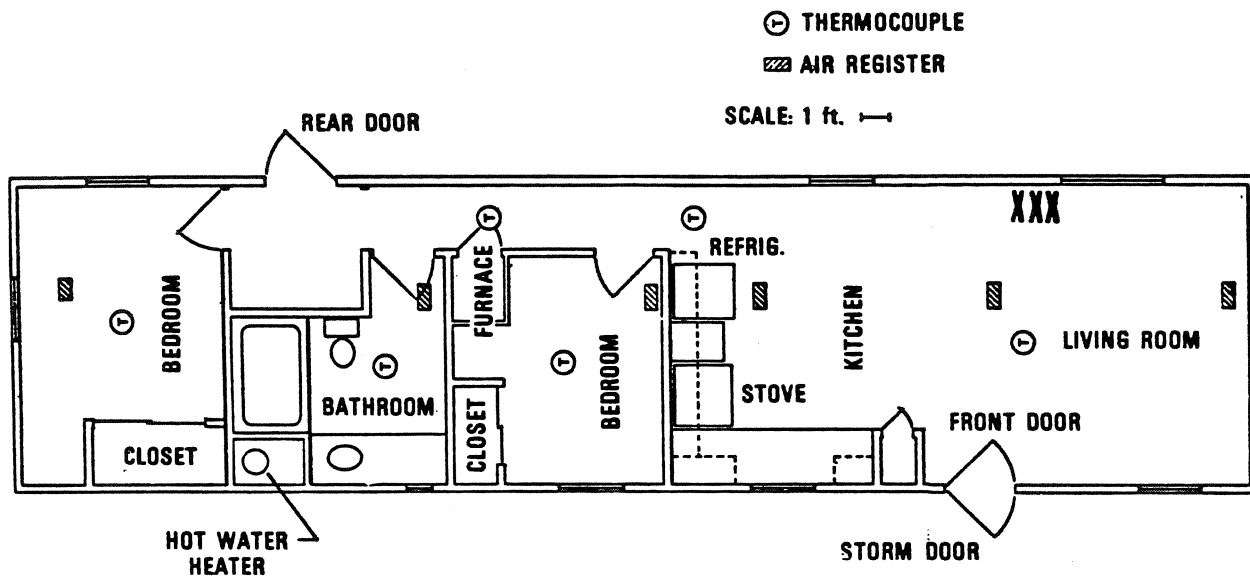 Ⓣ THERMOCOUPLE
AIR REGISTER
SCALE: 1 ft.
REAR DOOR
XXX
T
T
REFRIG.
FURNACE
BEDROOM
T
T
BATHROOM
T
BEDROOM
KITCHEN
T
LIVING ROOM
STOVE
CLOSET
CLOSET
FRONT DOOR
HOT WATER
HEATER
STORM DOOR